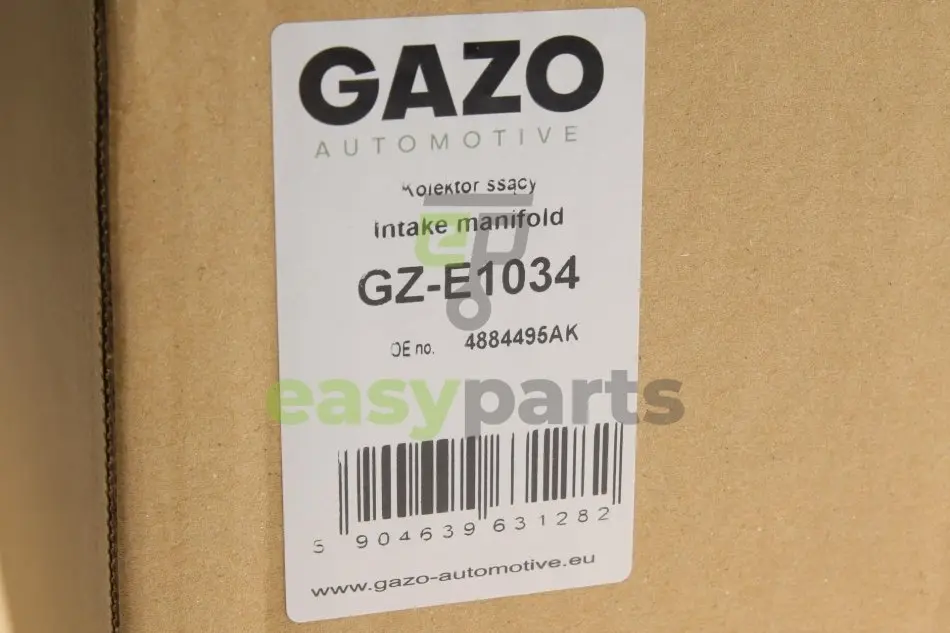 GAZO
AUTOMOTIVE
Kolektor ssący
Intake manifold
GZ-E1034
OE no. 4884495AK
easyparts
5 904639 631282
www.gazo-automotive.eu